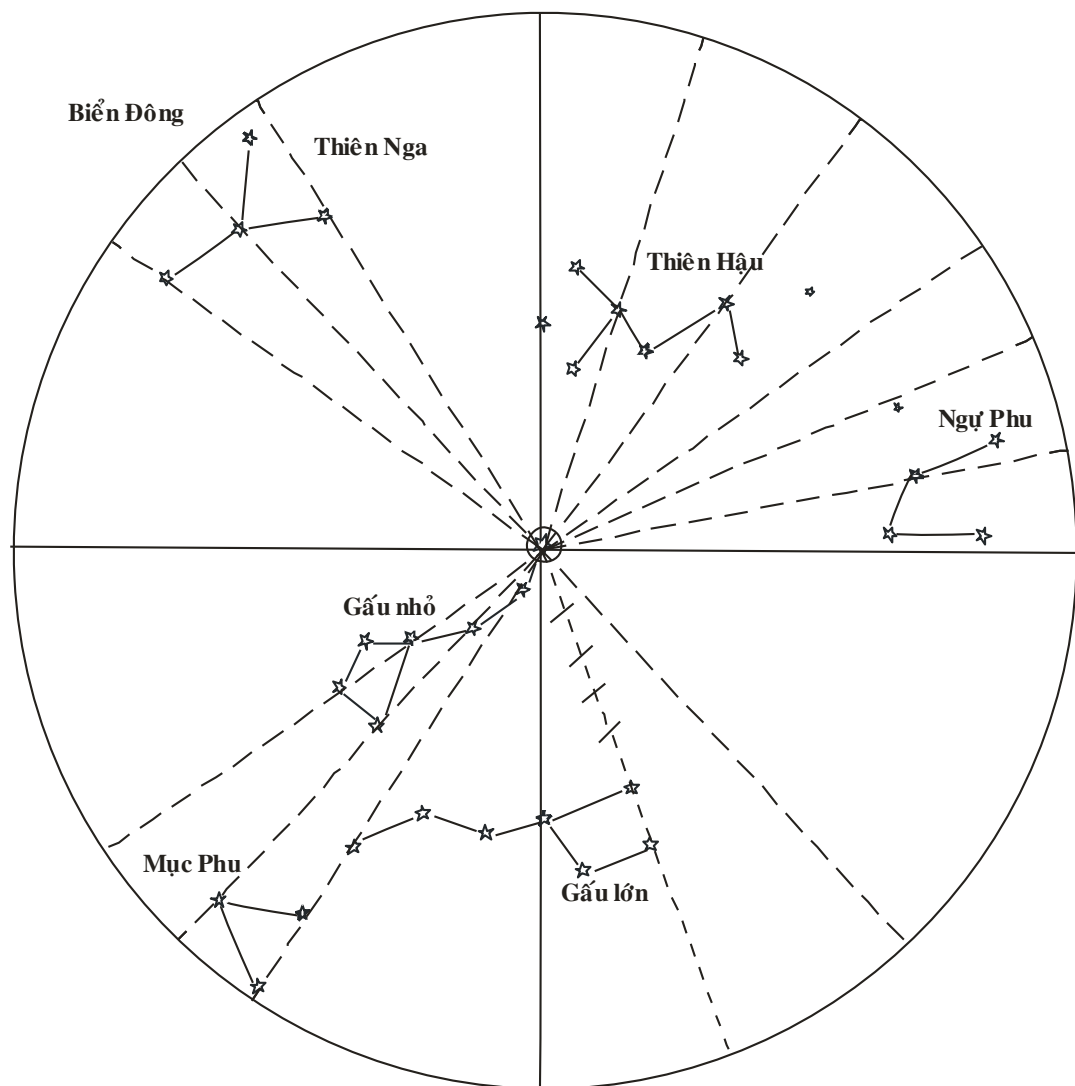 Biển Đông
Thiên Nga
Thiên Hậu
Ngự Phu
Gấu nhỏ
Mục Phu
Gấu lớn